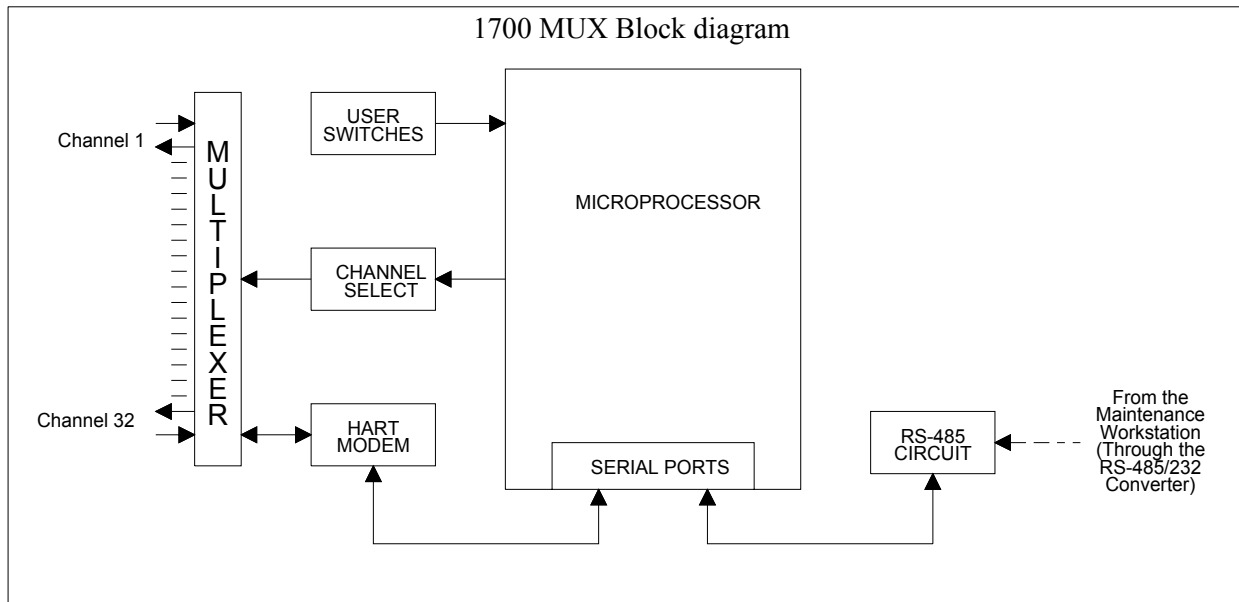 1700 MUX Block diagram
Channel 1
MULTIPLEXER
USER
SWITCHES
MICROPROCESSOR
CHANNEL
SELECT
Channel 32
HART
MODEM
SERIAL PORTS
RS-485
CIRCUIT
From the
Maintenance
Workstation
(Through the
RS-485/232
Converter)